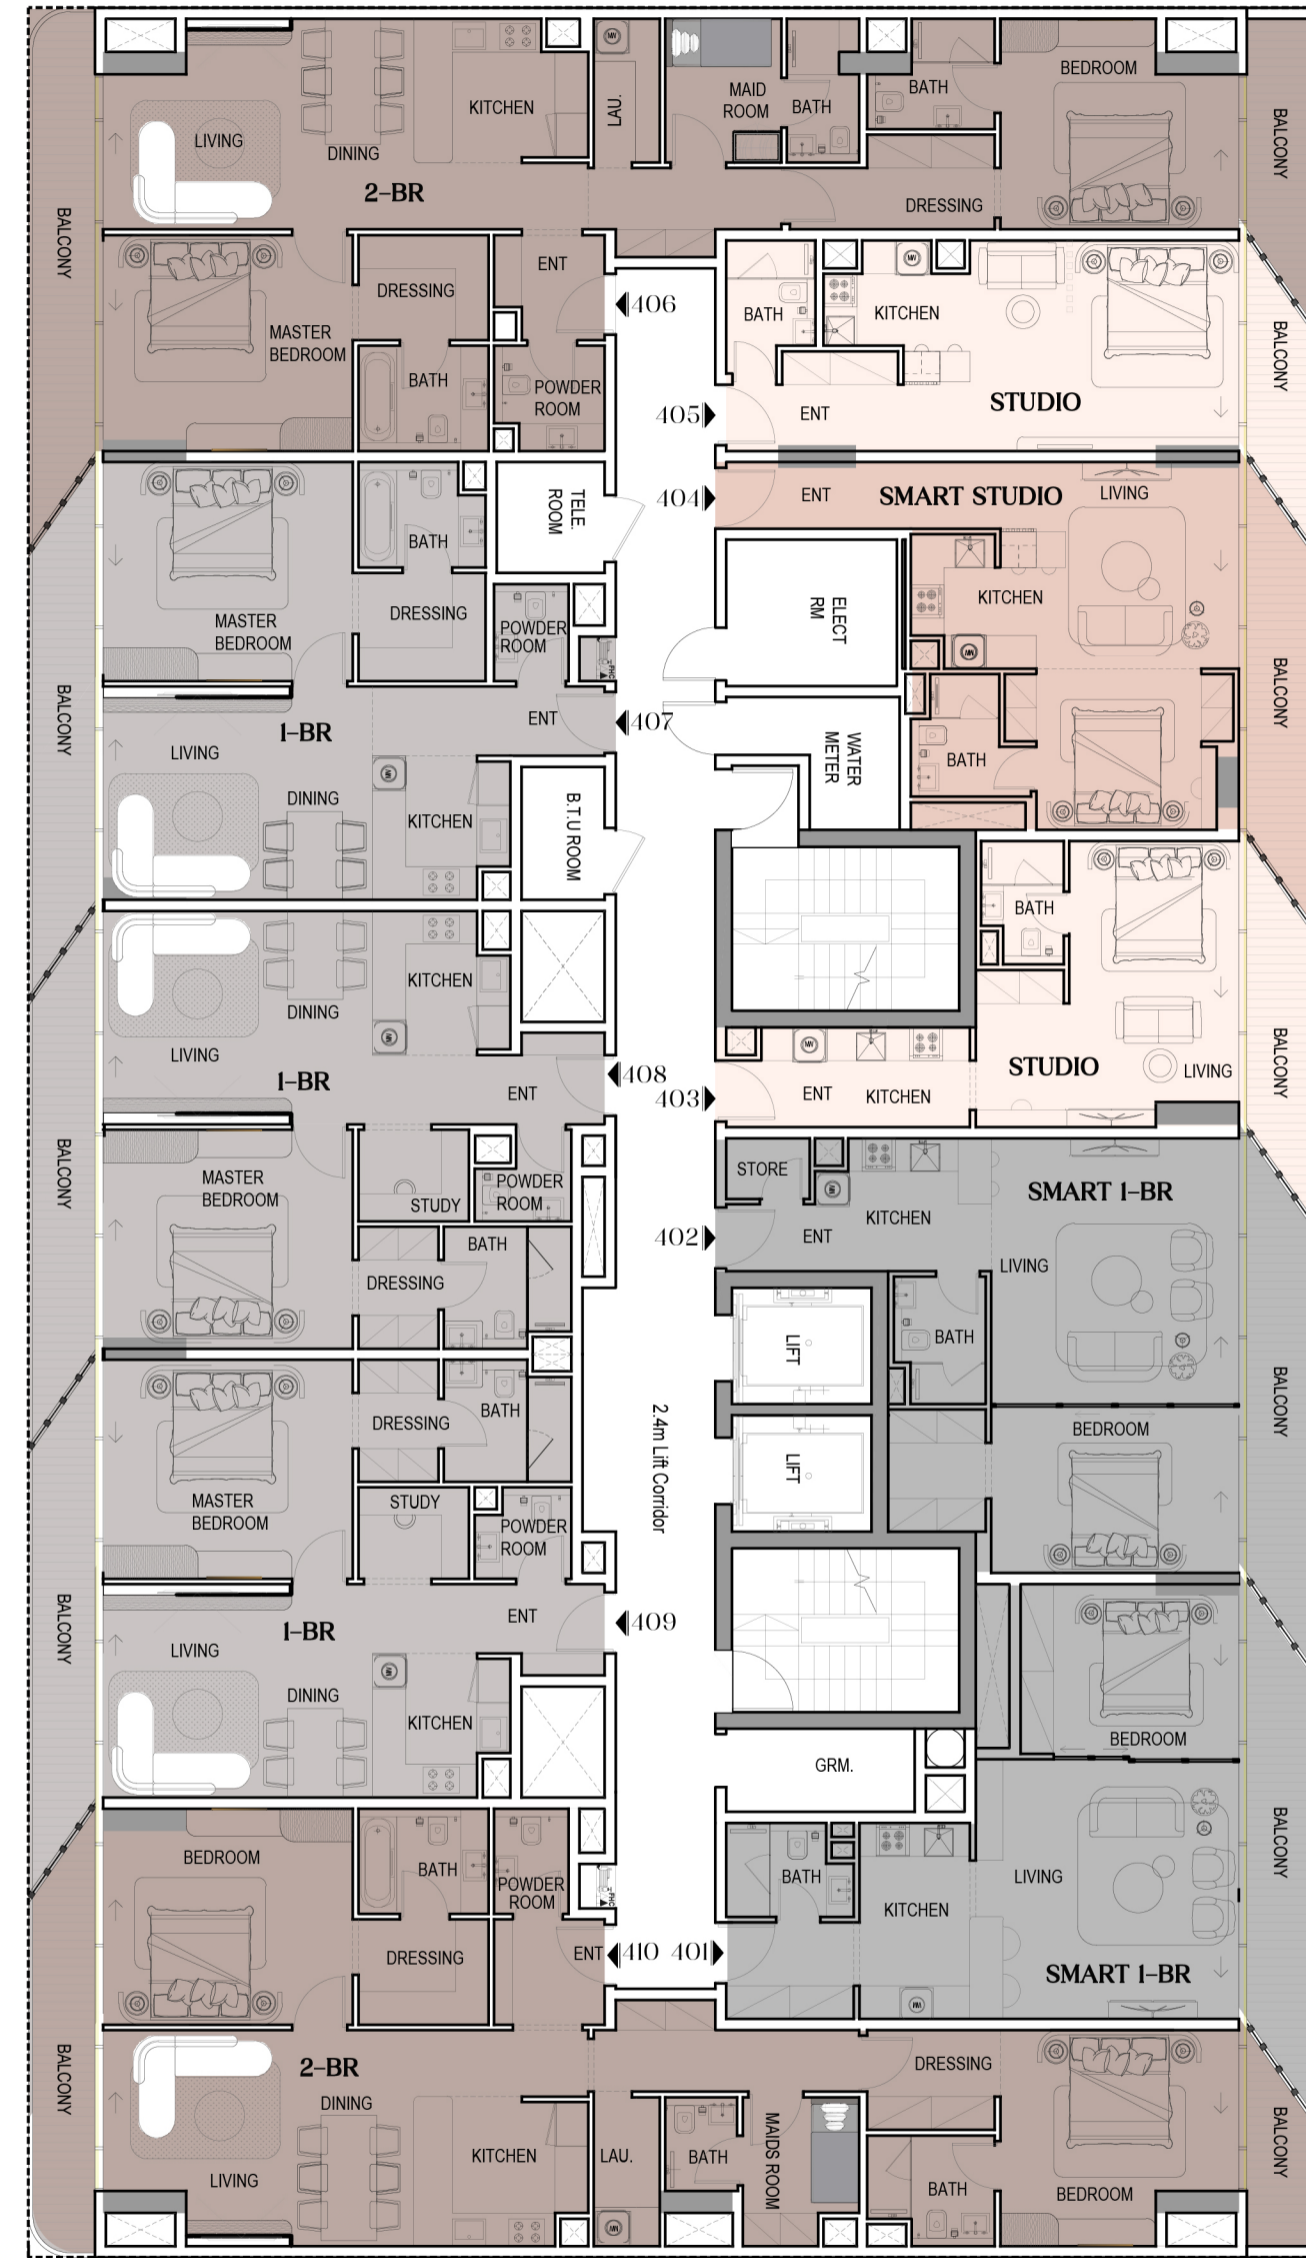 BEDROOM
BATH
MAID
ROOM
BATH
KITCHEN
LAU.
LIVING
DINING
2-BR
DRESSING
BALCONY
BALCONY
ENT
406
DRESSING
MASTER
BEDROOM
BATH
POWDER
ROOM
BATH
KITCHEN
BALCONY
STUDIO
405
ENT
404
ENT
SMART STUDIO
LIVING
TELE.
ROOM
BATH
DRESSING
MASTER
BEDROOM
POWDER
ROOM
FHC
ELECT
RM
KITCHEN
BALCONY
BALCONY
ENT
407
1-BR
LIVING
WATER
METER
BATH
DINING
KITCHEN
B.T.U ROOM
BATH
KITCHEN
DINING
LIVING
1-BR
ENT
408
403
ENT
KITCHEN
STUDIO
LIVING
BALCONY
BALCONY
MASTER
BEDROOM
STUDY
POWDER
ROOM
STORE
KITCHEN
SMART 1-BR
402
ENT
BATH
DRESSING
LIVING
LIFT
BATH
BALCONY
DRESSING
BATH
2.4m Lift Corridor
LIFT
BEDROOM
MASTER
BEDROOM
STUDY
POWDER
ROOM
BALCONY
ENT
409
1-BR
LIVING
DINING
KITCHEN
BEDROOM
GRM.
BALCONY
BEDROOM
BATH
POWDER
ROOM
FHC
BATH
LIVING
KITCHEN
DRESSING
ENT
410
401
SMART 1-BR
BALCONY
2-BR
DINING
DRESSING
BALCONY
LIVING
KITCHEN
LAU.
BATH
MAIDS ROOM
BATH
BEDROOM